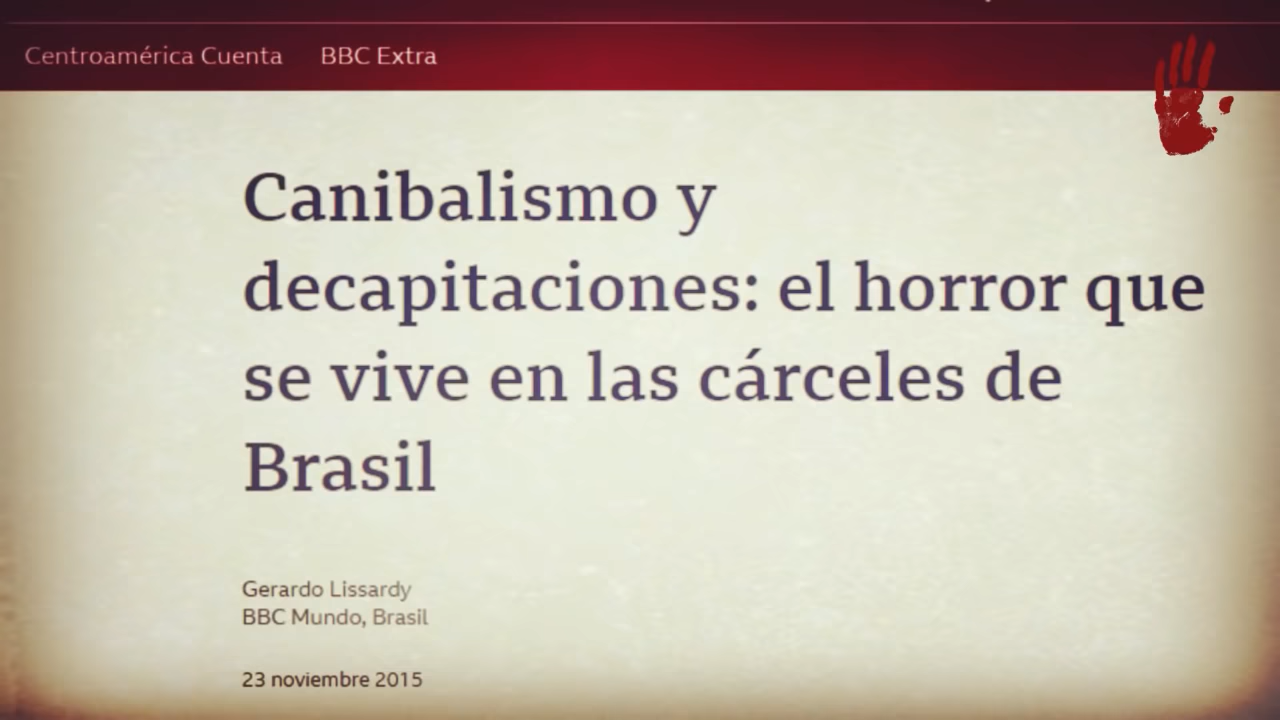 Centroamérica Cuenta BBC Extra
Canibalismo y
decapitaciones: el horror que
se vive en las cárceles de
Brasil
Gerardo Lissardy
BBC Mundo, Brasil
23 noviembre 2015